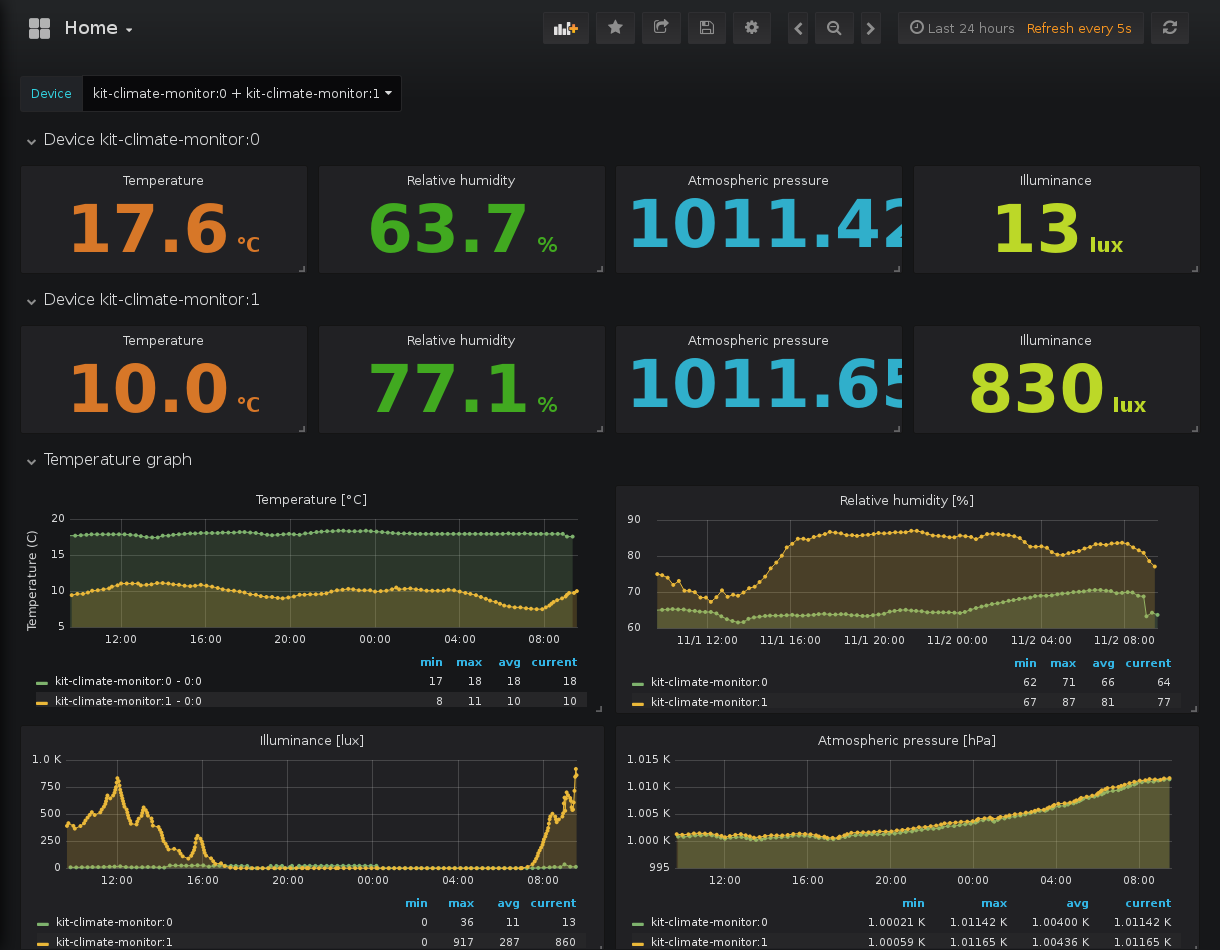 Home
Last 24 hours Refresh every 5s
Device kit-climate-monitor:0 + kit-climate-monitor:1
Device kit-climate-monitor:0
Temperature Relative humidity Atmospheric pressure Illuminance
17.6 °C 63.7 % 1011.42 13 lux
Device kit-climate-monitor:1
Temperature Relative humidity Atmospheric pressure Illuminance
10.0 °C 77.1 % 1011.65 830 lux
Temperature graph
Temperature [°C]
Temperature (C)
20
15
10
5
12:00 16:00 20:00 00:00 04:00 08:00
min max avg current
kit-climate-monitor:0 - 0:0 17 18 18 18
kit-climate-monitor:1 - 0:0 8 11 10 10
Relative humidity [%]
90
80
70
60
11/1 12:00 11/1 16:00 11/1 20:00 11/2 00:00 11/2 04:00 11/2 08:00
min max avg current
kit-climate-monitor:0 62 71 66 64
kit-climate-monitor:1 67 87 81 77
Illuminance [lux]
1.0 K
750
500
250
0
12:00 16:00 20:00 00:00 04:00 08:00
min max avg current
kit-climate-monitor:0 0 36 11 13
kit-climate-monitor:1 0 917 287 860
Atmospheric pressure [hPa]
1.015 K
1.010 K
1.005 K
1.000 K
995
12:00 16:00 20:00 00:00 04:00 08:00
min max avg current
kit-climate-monitor:0 1.00021 K 1.01142 K 1.00400 K 1.01142 K
kit-climate-monitor:1 1.00059 K 1.01165 K 1.00436 K 1.01165 K